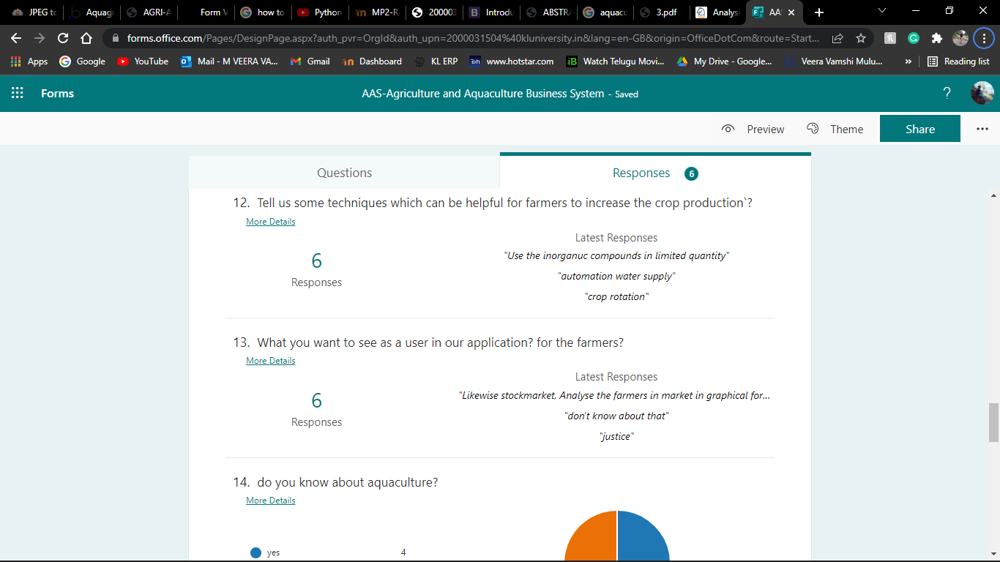 JPEG to
Aquagr
AGRI-A
Form V
how to
Python
MP2-R
20000
Introdu
ABSTRA
aquacu
3.pdf
Analysi
AA
forms.office.com/Pages/DesignPage.aspx?auth_pvr=OrgId&auth_upn=2000031504%40kluniversity.in&lang=en-GB&origin=OfficeDotCom&route=Start...
Apps Google YouTube Mail - M VEERA VA... Gmail Dashboard KL ERP www.hotstar.com Watch Telugu Movi... My Drive - Google... Veera Vamshi Mulu... » Reading list
Forms AAS-Agriculture and Aquaculture Business System - Saved ?
Preview Theme Share
Questions Responses 6
12. Tell us some techniques which can be helpful for farmers to increase the crop production`?
More Details
Latest Responses
6
Responses
"Use the inorganuc compounds in limited quantity"
"automation water supply"
"crop rotation"
13. What you want to see as a user in our application? for the farmers?
More Details
Latest Responses
6
Responses
"Likewise stockmarket, Analyse the farmers in market in graphical for...
"don't know about that"
"justice"
14. do you know about aquaculture?
More Details
yes 4